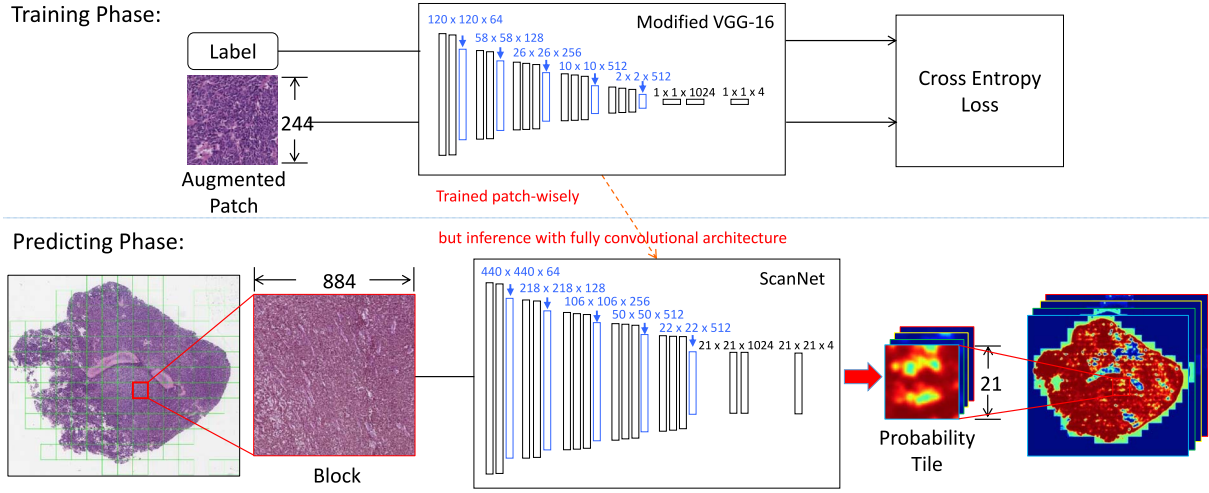 Training Phase:
Label
244
Augmented
Patch
Modified VGG-16
120 x 120 x 64
58 x 58 x 128
26 x 26 x 256
10 x 10 x 512
2 x 2 x 512
1 x 1 x 1024
1 x 1 x 4
Cross Entropy
Loss
Trained patch-wisely
but inference with fully convolutional architecture
Predicting Phase:
884
Block
ScanNet
440 x 440 x 64
218 x 218 x 128
106 x 106 x 256
50 x 50 x 512
22 x 22 x 512
21 x 21 x 1024
21 x 21 x 4
21
Probability
Tile